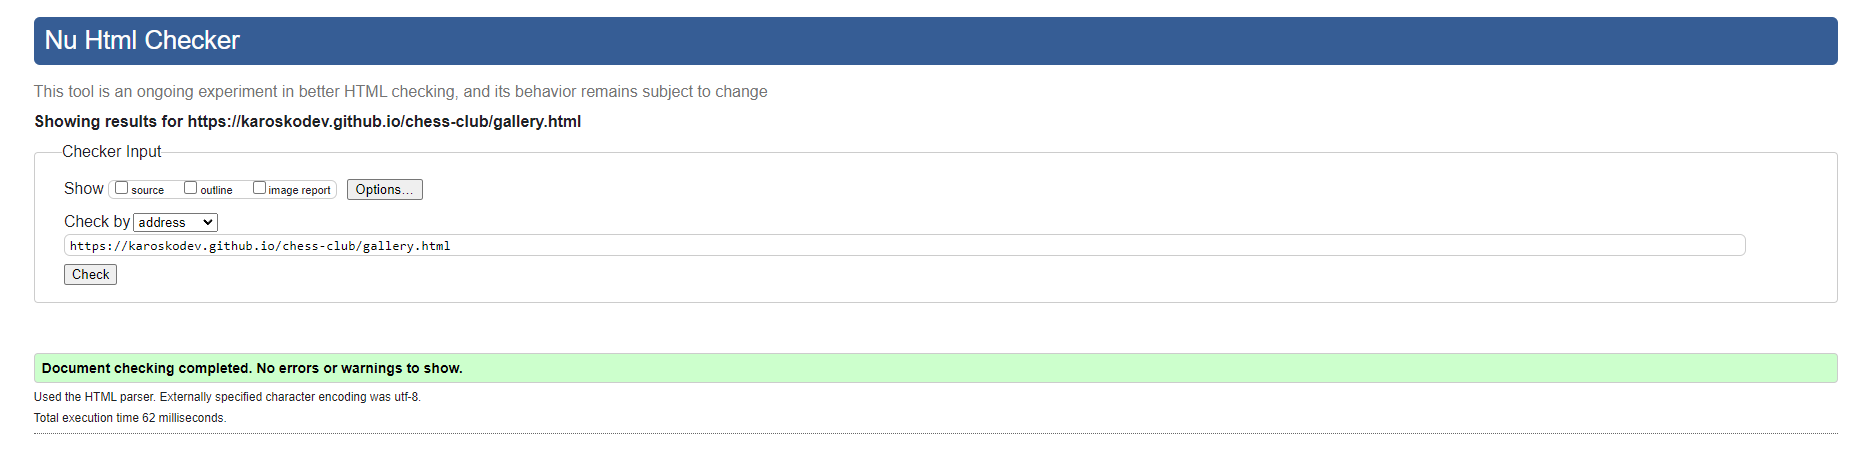 Nu Html Checker
This tool is an ongoing experiment in better HTML checking, and its behavior remains subject to change
Showing results for https://karoskodev.github.io/chess-club/gallery.html
Checker Input
Show source outline image report Options...
Check by address
https://karoskodev.github.io/chess-club/gallery.html
Check
Document checking completed. No errors or warnings to show.
Used the HTML parser. Externally specified character encoding was utf-8.
Total execution time 62 milliseconds.